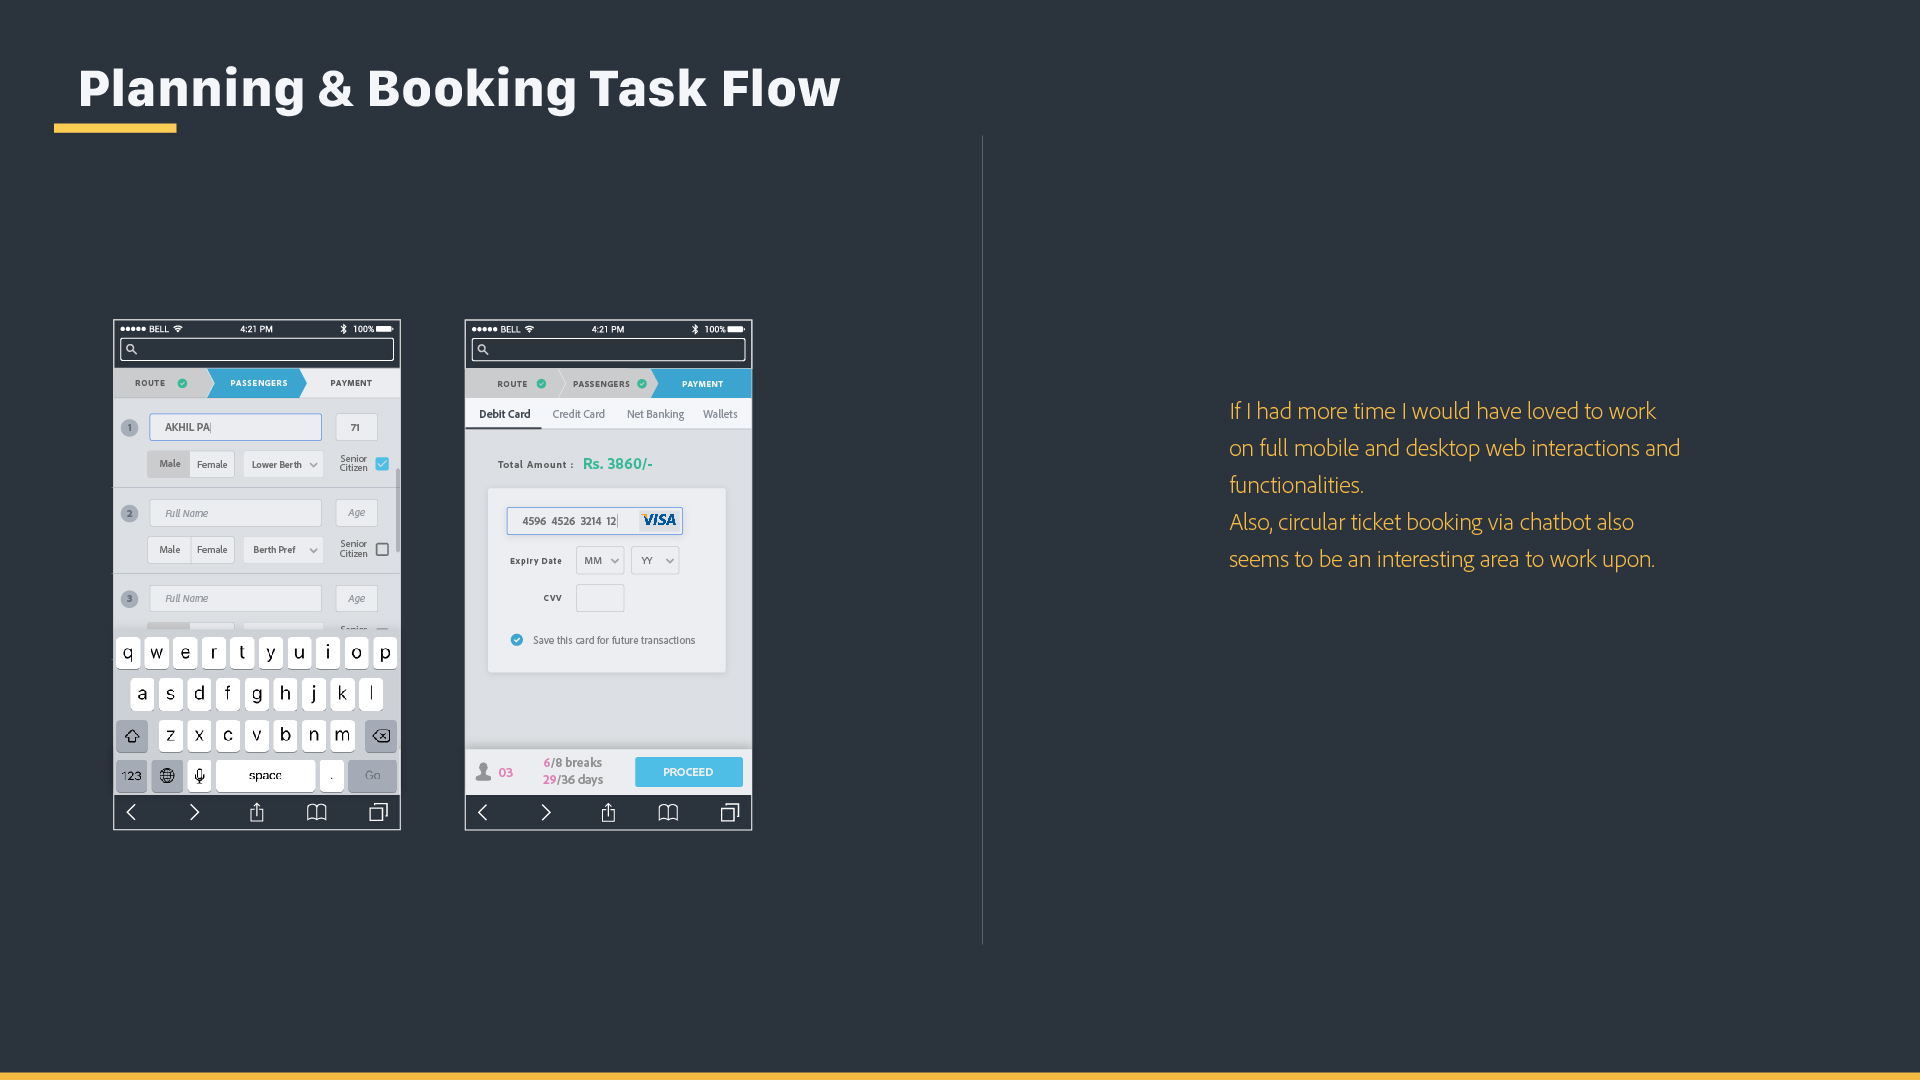 Planning & Booking Task Flow
BELL 4:21 PM 100%
ROUTE PASSENGERS PAYMENT
1 AKHIL PA 71
Male Female Lower Berth Senior Citizen
2 Full Name Age
Male Female Berth Pref Senior Citizen
3 Full Name Age
q w e r t y u i o p
a s d f g h j k l
z x c v b n m
123 space . Go
BELL 4:21 PM 100%
ROUTE PASSENGERS PAYMENT
Debit Card Credit Card Net Banking Wallets
Total Amount : Rs. 3860/-
4596 4526 3214 12 VISA
Expiry Date MM YY
CVV
Save this card for future transactions
03 6/8 breaks
29/36 days
PROCEED
If I had more time I would have loved to work
on full mobile and desktop web interactions and
functionalities.
Also, circular ticket booking via chatbot also
seems to be an interesting area to work upon.